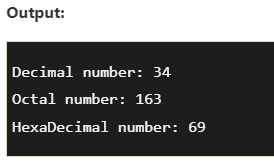 Output:
Decimal number: 34
Octal number: 163
HexaDecimal number: 69